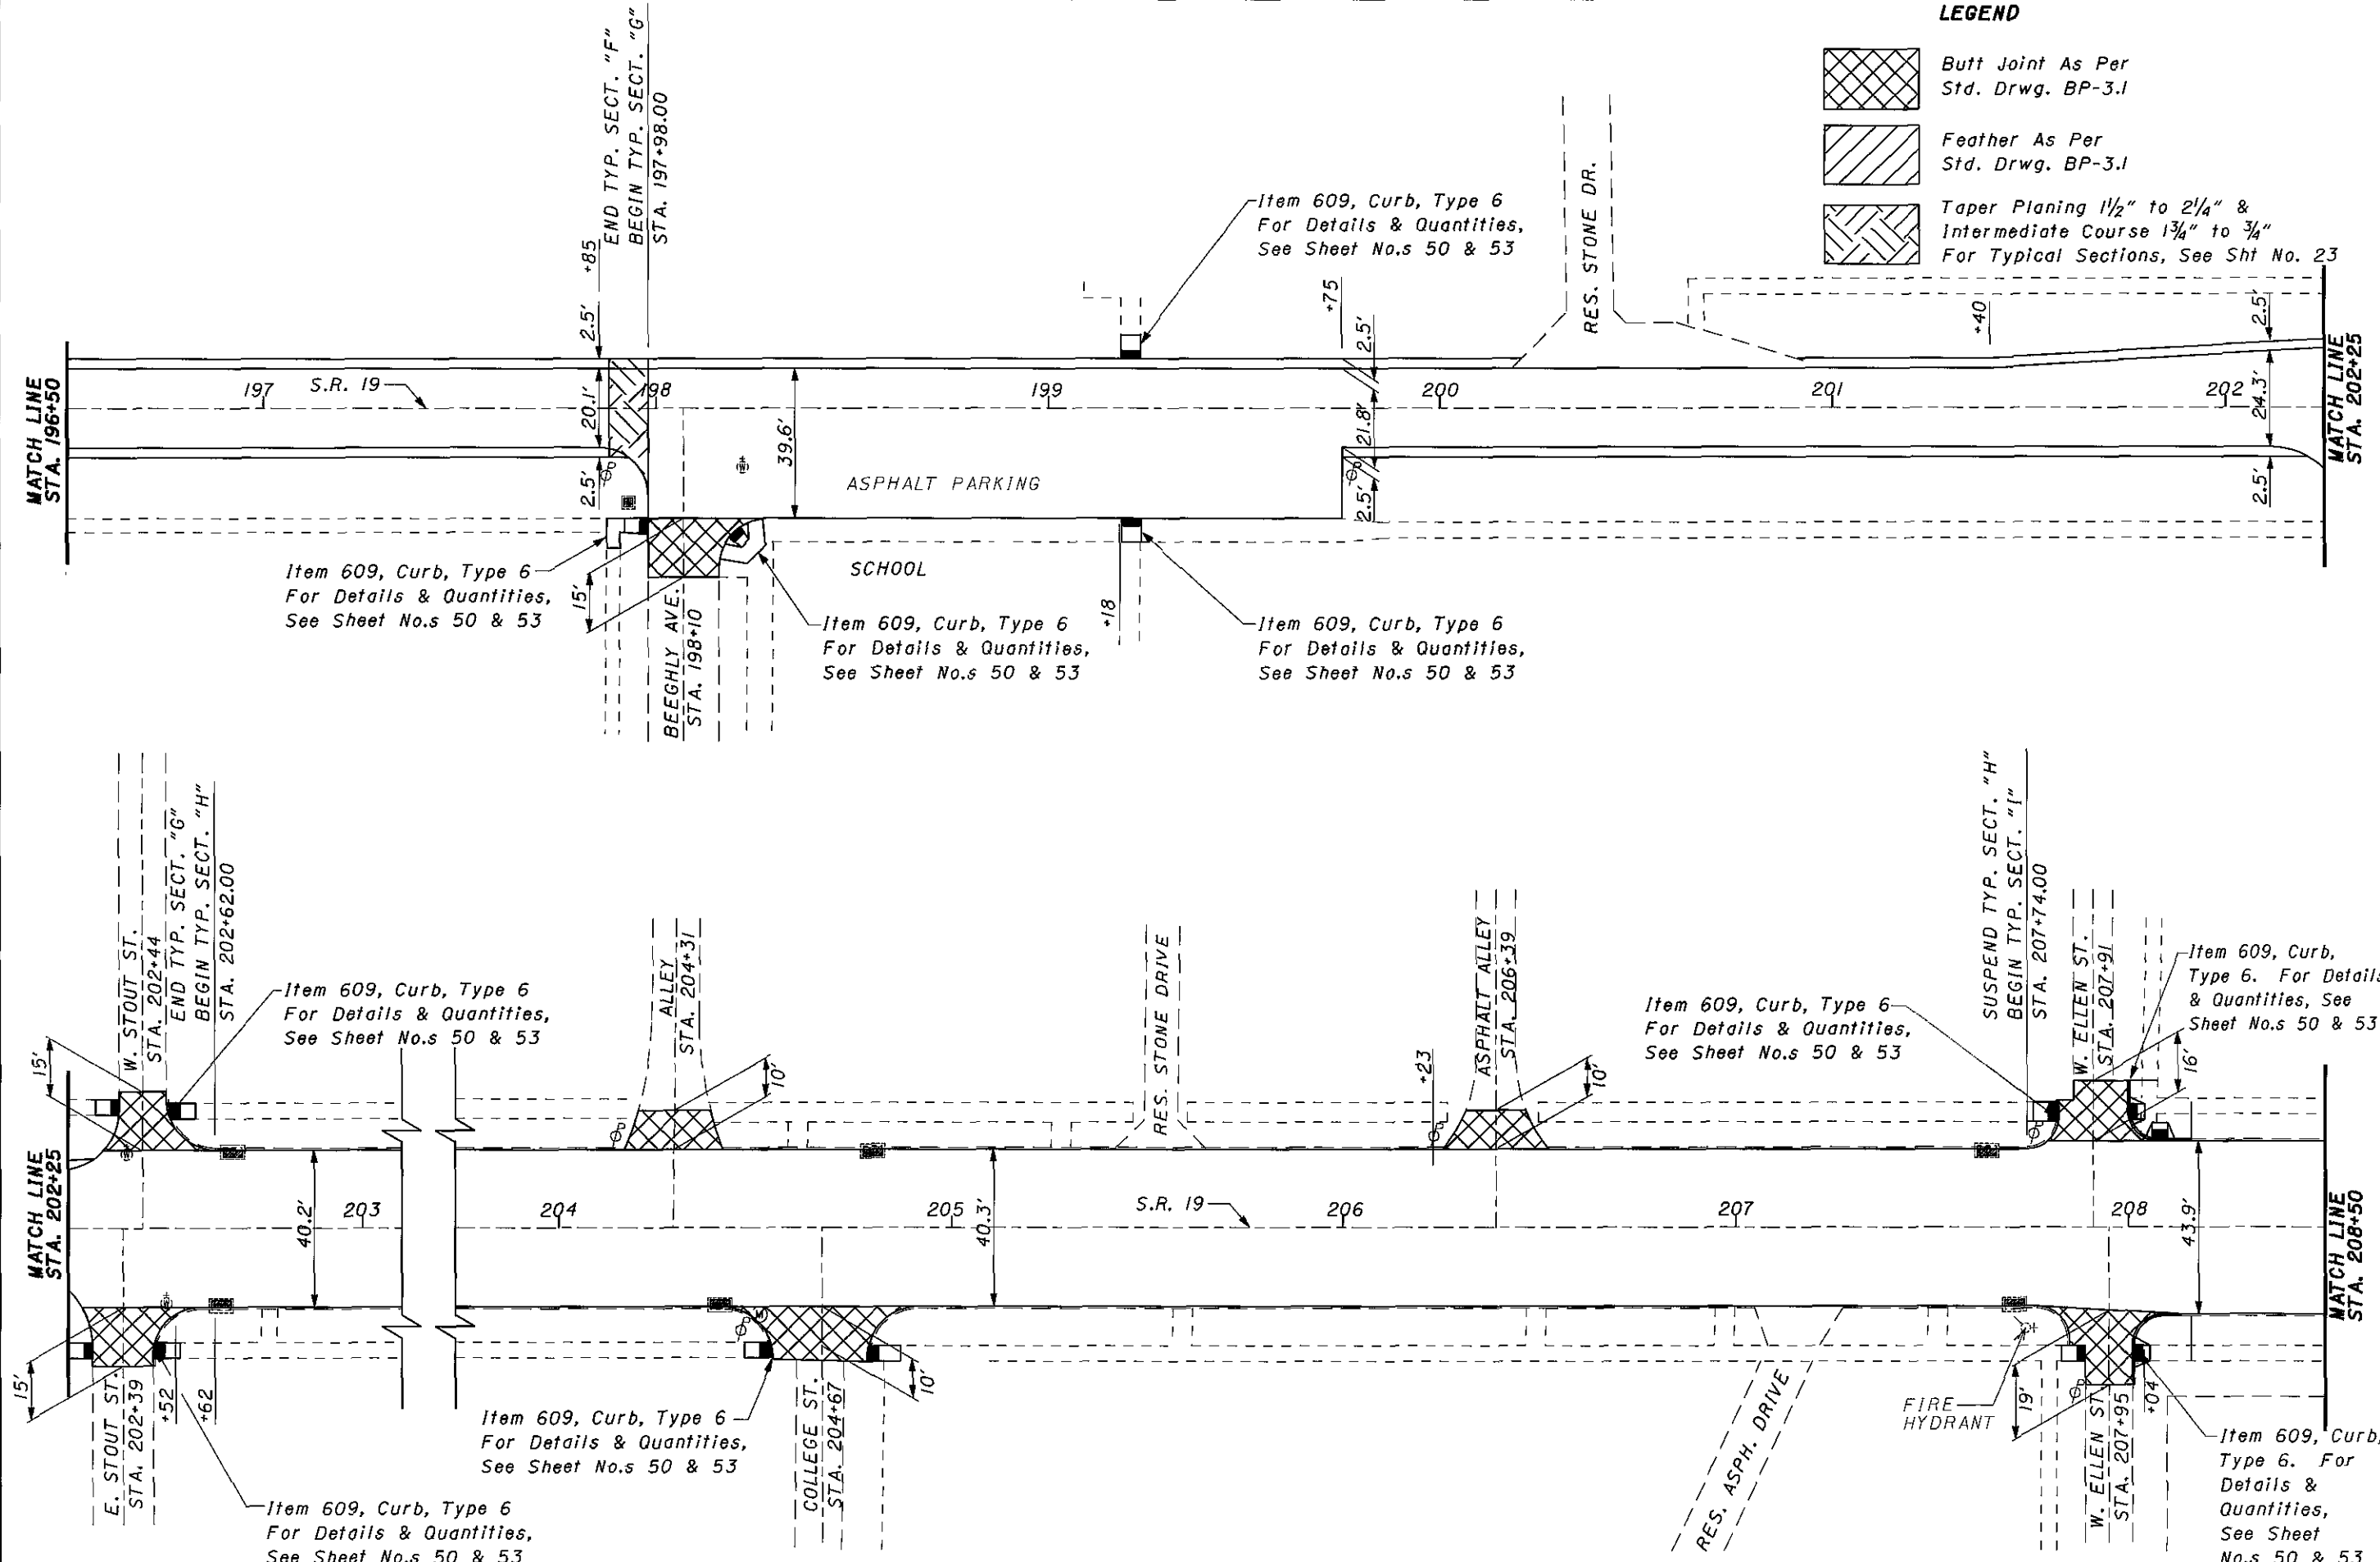 LEGEND
Butt Joint As Per
Std. Drwg. BP-3.1
Feather As Per
Std. Drwg. BP-3.1
Taper Planing 1½" to 2¼" &
Intermediate Course 1¾" to ¾"
For Typical Sections, See Sht No. 23
END TYP. SECT. "F"
BEGIN TYP. SECT. "G"
STA. 197+98.00
+85
2.5'
20.1'
2.5'
MATCH LINE
STA. 196+50
197
S.R. 19
198
199
200
201
202
39.6'
ASPHALT PARKING
SCHOOL
Item 609, Curb, Type 6
For Details & Quantities,
See Sheet No.s 50 & 53
+75
2.5'
21.8'
2.5'
RES. STONE DR.
+40
2.5'
24.3'
2.5'
MATCH LINE
STA. 202+25
Item 609, Curb, Type 6
For Details & Quantities,
See Sheet No.s 50 & 53
15'
BEEGHLY AVE.
STA. 198+10
Item 609, Curb, Type 6
For Details & Quantities,
See Sheet No.s 50 & 53
+18
Item 609, Curb, Type 6
For Details & Quantities,
See Sheet No.s 50 & 53
W. STOUT ST.
STA. 202+44
END TYP. SECT. "G"
BEGIN TYP. SECT. "H"
STA. 202+62.00
15'
Item 609, Curb, Type 6
For Details & Quantities,
See Sheet No.s 50 & 53
ALLEY
STA. 204+31
10'
RES. STONE DRIVE
+23
ASPHALT ALLEY
STA. 206+39
10'
Item 609, Curb, Type 6
For Details & Quantities,
See Sheet No.s 50 & 53
SUSPEND TYP. SECT. "H"
BEGIN TYP. SECT. "I"
STA. 207+74.00
W. ELLEN ST.
STA. 207+91
Item 609, Curb,
Type 6. For Details
& Quantities, See
Sheet No.s 50 & 53
16'
MATCH LINE
STA. 202+25
40.2'
203
204
205
40.3'
S.R. 19
206
207
208
43.9'
MATCH LINE
STA. 208+50
15'
E. STOUT ST.
STA. 202+39
+52
+62
Item 609, Curb, Type 6
For Details & Quantities,
See Sheet No.s 50 & 53
Item 609, Curb, Type 6
For Details & Quantities,
See Sheet No.s 50 & 53
COLLEGE ST.
STA. 204+67
10'
RES. ASPH. DRIVE
FIRE
HYDRANT
19'
W. ELLEN ST.
STA. 207+95
+04
Item 609, Curb,
Type 6. For
Details &
Quantities,
See Sheet
No.s 50 & 53